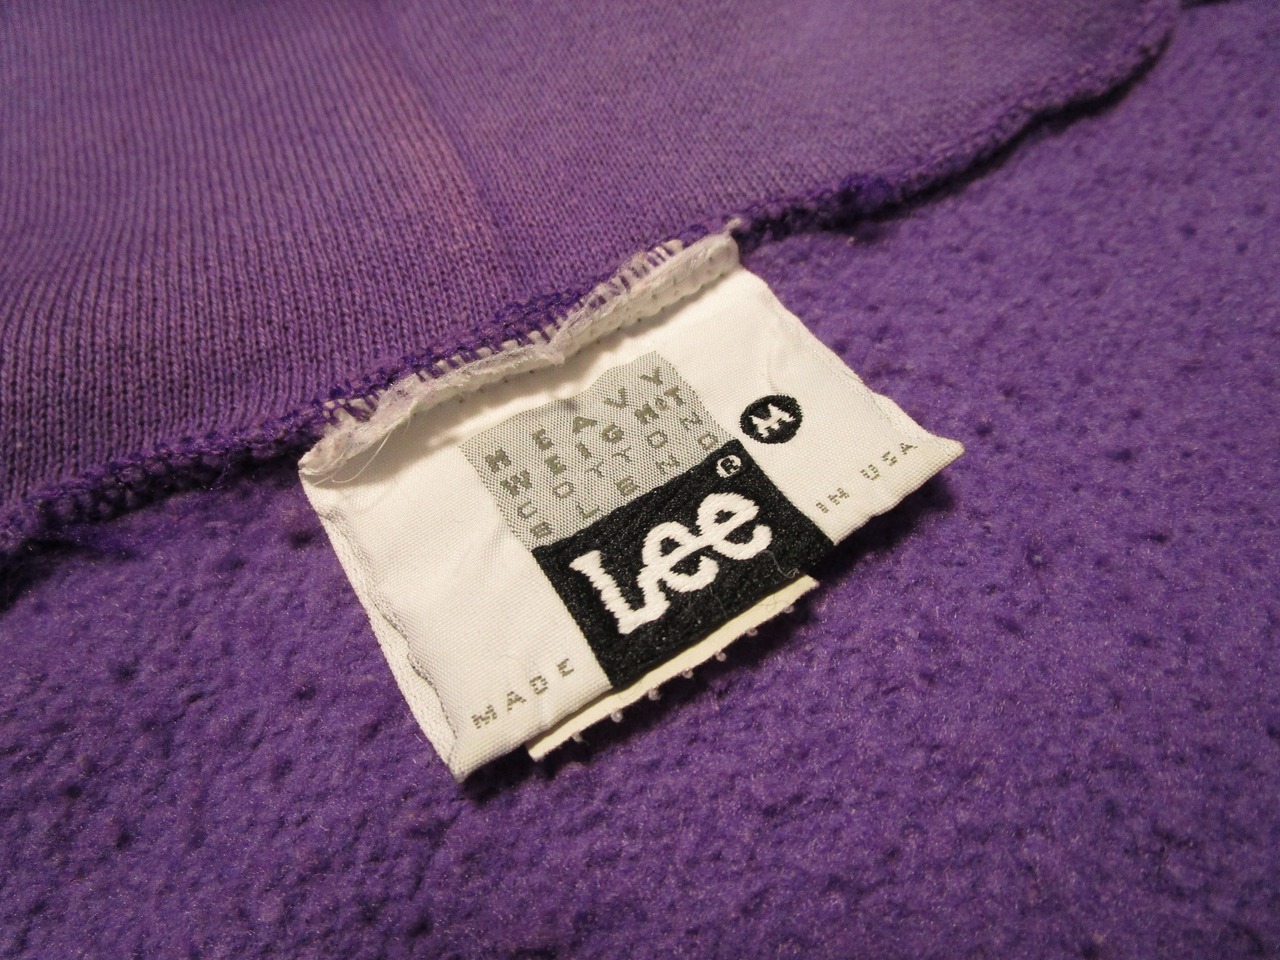 HEAVY
WEIGHT
COTTON
BLEND
M
Lee®
MADE IN USA